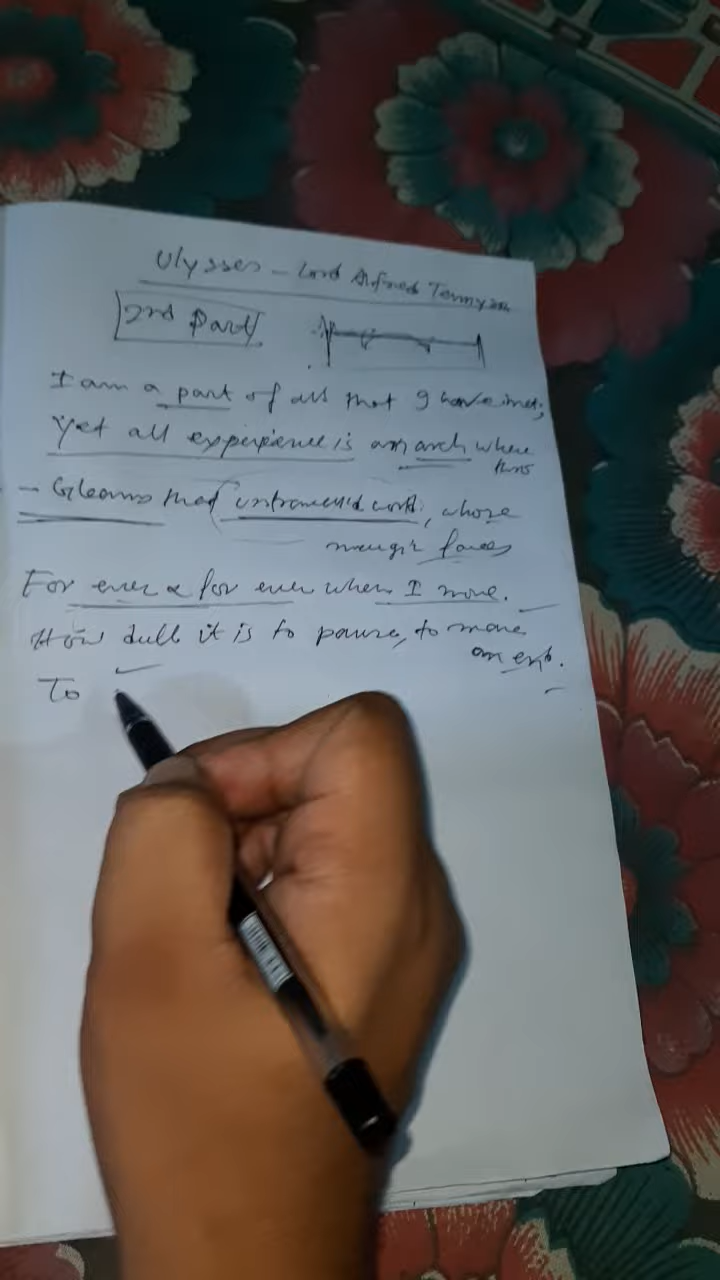 Ulysses - Lord Alfred Tennyson
2nd Part
I am a part of all that I have met;
Yet all experience is an arch where
thro
- Gleams that untravelled world, whose
margin fades
For ever & for ever when I move.
How dull it is to pause, to make
an end.
To